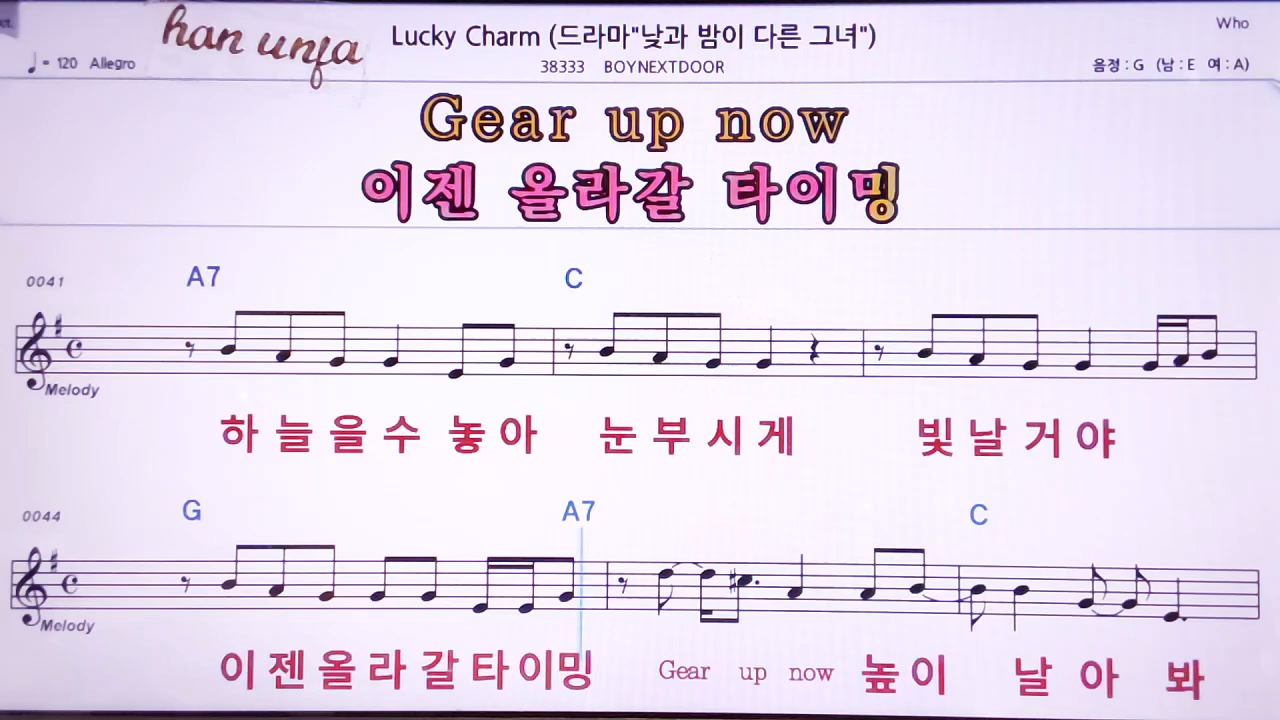 han unfa
Lucky Charm (드라마"낮과 밤이 다른 그녀")
Who
♩= 120 Allegro
38333 BOYNEXTDOOR
음정 : G (남 : E 여 : A)
Gear up now
이젠 올라갈 타이밍
0041 A7 C
Melody
하 늘 을 수 놓 아 눈 부 시 게 빛 날 거 야
0044 G A7 C
Melody
이 젠 올 라 갈 타 이 밍 Gear up now 높 이 날 아 봐